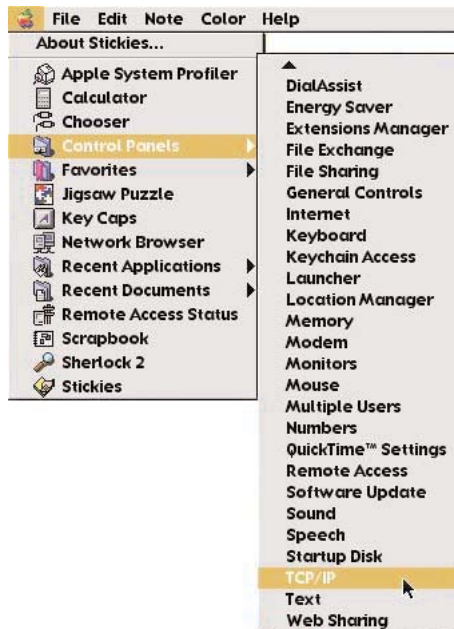 File Edit Note Color Help
About Stickies...
Apple System Profiler
Calculator
Chooser
Control Panels
Favorites
Jigsaw Puzzle
Key Caps
Network Browser
Recent Applications
Recent Documents
Remote Access Status
Scrapbook
Sherlock 2
Stickies
DialAssist
Energy Saver
Extensions Manager
File Exchange
File Sharing
General Controls
Internet
Keyboard
Keychain Access
Launcher
Location Manager
Memory
Modem
Monitors
Mouse
Multiple Users
Numbers
QuickTime™ Settings
Remote Access
Software Update
Sound
Speech
Startup Disk
TCP/IP
Text
Web Sharing